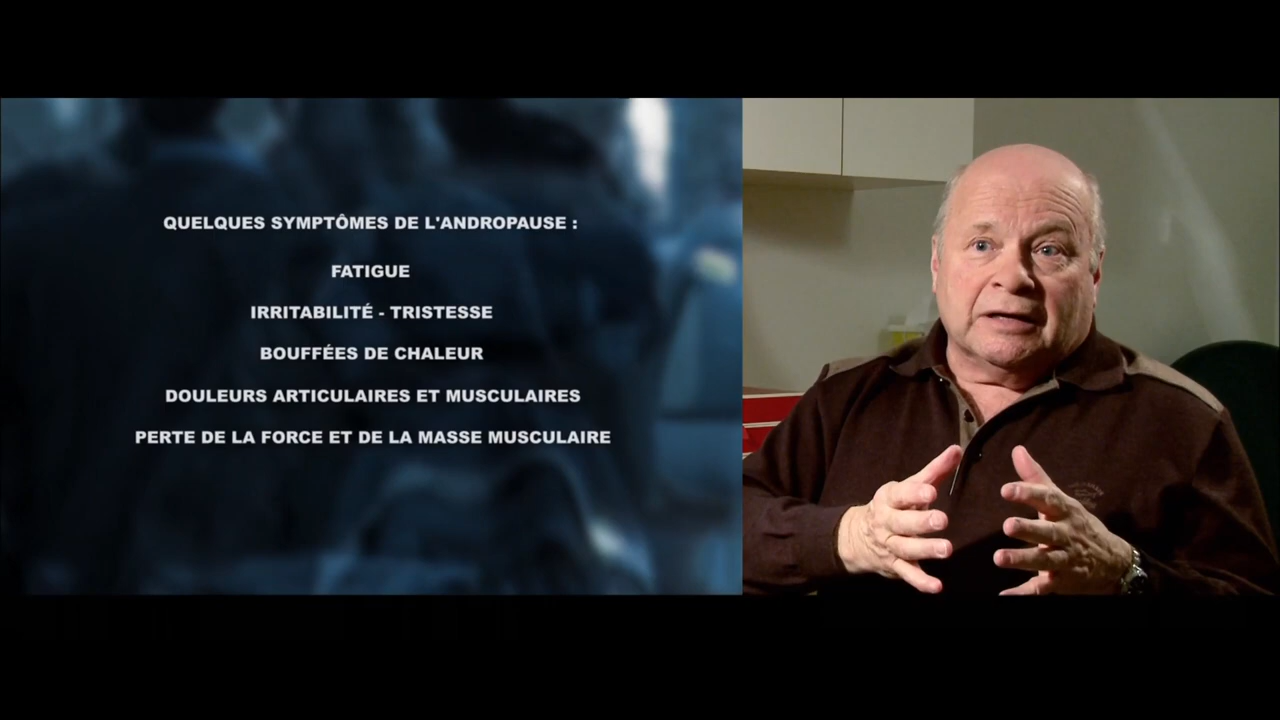 QUELQUES SYMPTÔMES DE L'ANDROPAUSE :
FATIGUE
IRRITABILITÉ - TRISTESSE
BOUFFÉES DE CHALEUR
DOULEURS ARTICULAIRES ET MUSCULAIRES
PERTE DE LA FORCE ET DE LA MASSE MUSCULAIRE